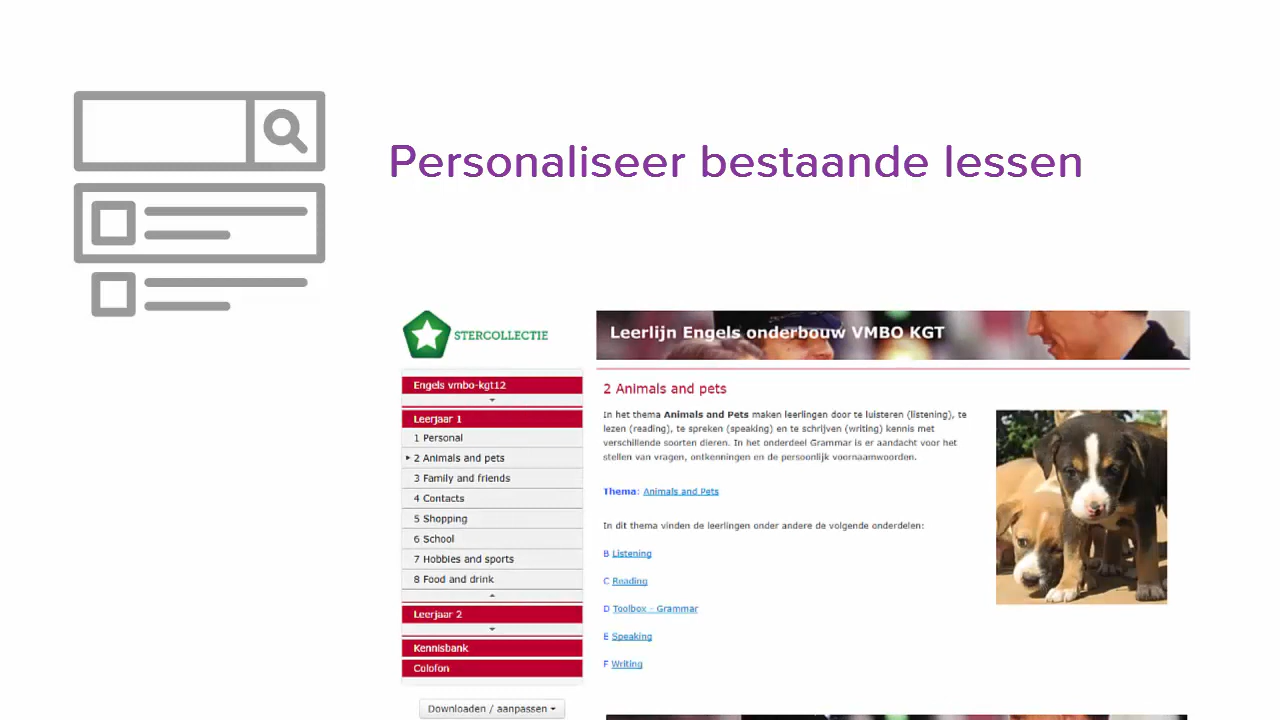 Personaliseer bestaande lessen
STERCOLLECTIE
Leerlijn Engels onderbouw VMBO KGT
Engels vmbo-kgt12
Leerjaar 1
1 Personal
2 Animals and pets
3 Family and friends
4 Contacts
5 Shopping
6 School
7 Hobbies and sports
8 Food and drink
Leerjaar 2
Kennisbank
Colofon
Downloaden / aanpassen
2 Animals and pets
In het thema Animals and Pets maken leerlingen door te luisteren (listening), te
lezen (reading), te spreken (speaking) en te schrijven (writing) kennis met
verschillende soorten dieren. In het onderdeel Grammar is er aandacht voor het
stellen van vragen, ontkenningen en de persoonlijk voornaamwoorden.
Thema: Animals and Pets
In dit thema vinden de leerlingen onder andere de volgende onderdelen:
B Listening
C Reading
D Toolbox - Grammar
E Speaking
F Writing